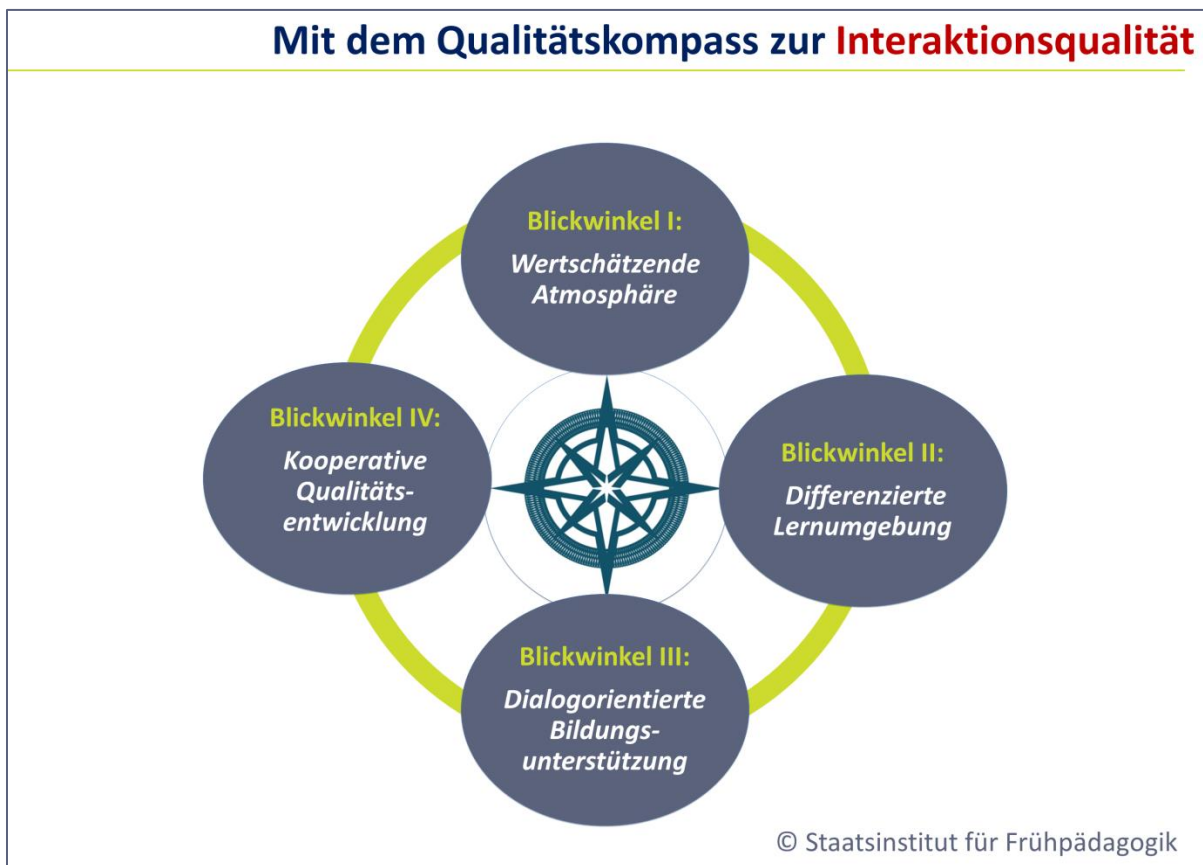 Mit dem Qualitätskompass zur Interaktionsqualität
Blickwinkel I:
Wertschätzende
Atmosphäre
Blickwinkel II:
Differenzierte
Lernumgebung
Blickwinkel III:
Dialogorientierte
Bildungs-
unterstützung
Blickwinkel IV:
Kooperative
Qualitäts-
entwicklung
© Staatsinstitut für Frühpädagogik